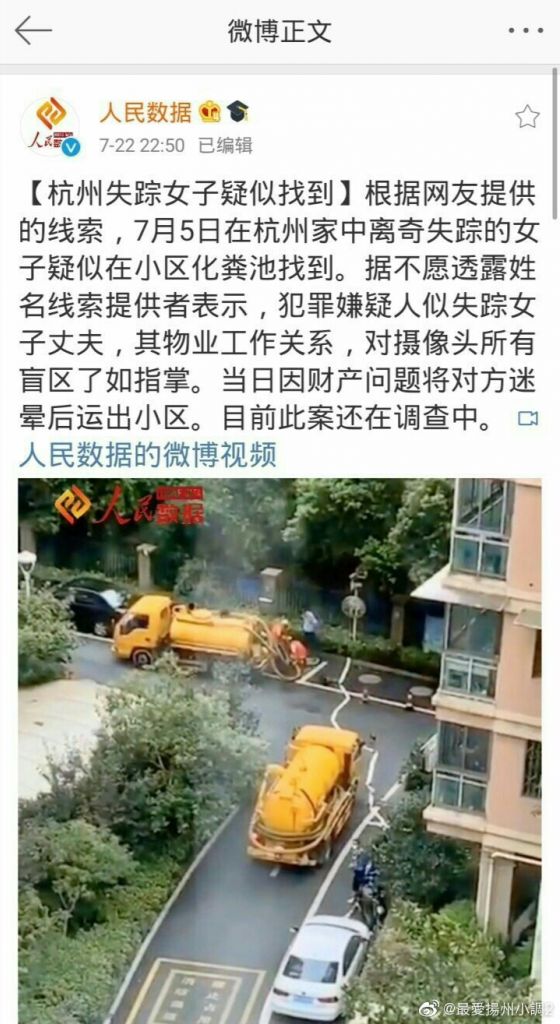 微博正文
人民数据
7-22 22:50 已编辑
【杭州失踪女子疑似找到】根据网友提供
的线索，7月5日在杭州家中离奇失踪的女
子疑似在小区化粪池找到。据不愿透露姓
名线索提供者表示，犯罪嫌疑人似失踪女
子丈夫，其物业工作关系，对摄像头所有
盲区了如指掌。当日因财产问题将对方迷
晕后运出小区。目前此案还在调查中。
人民数据的微博视频
人民数据
@最愛揚州小調